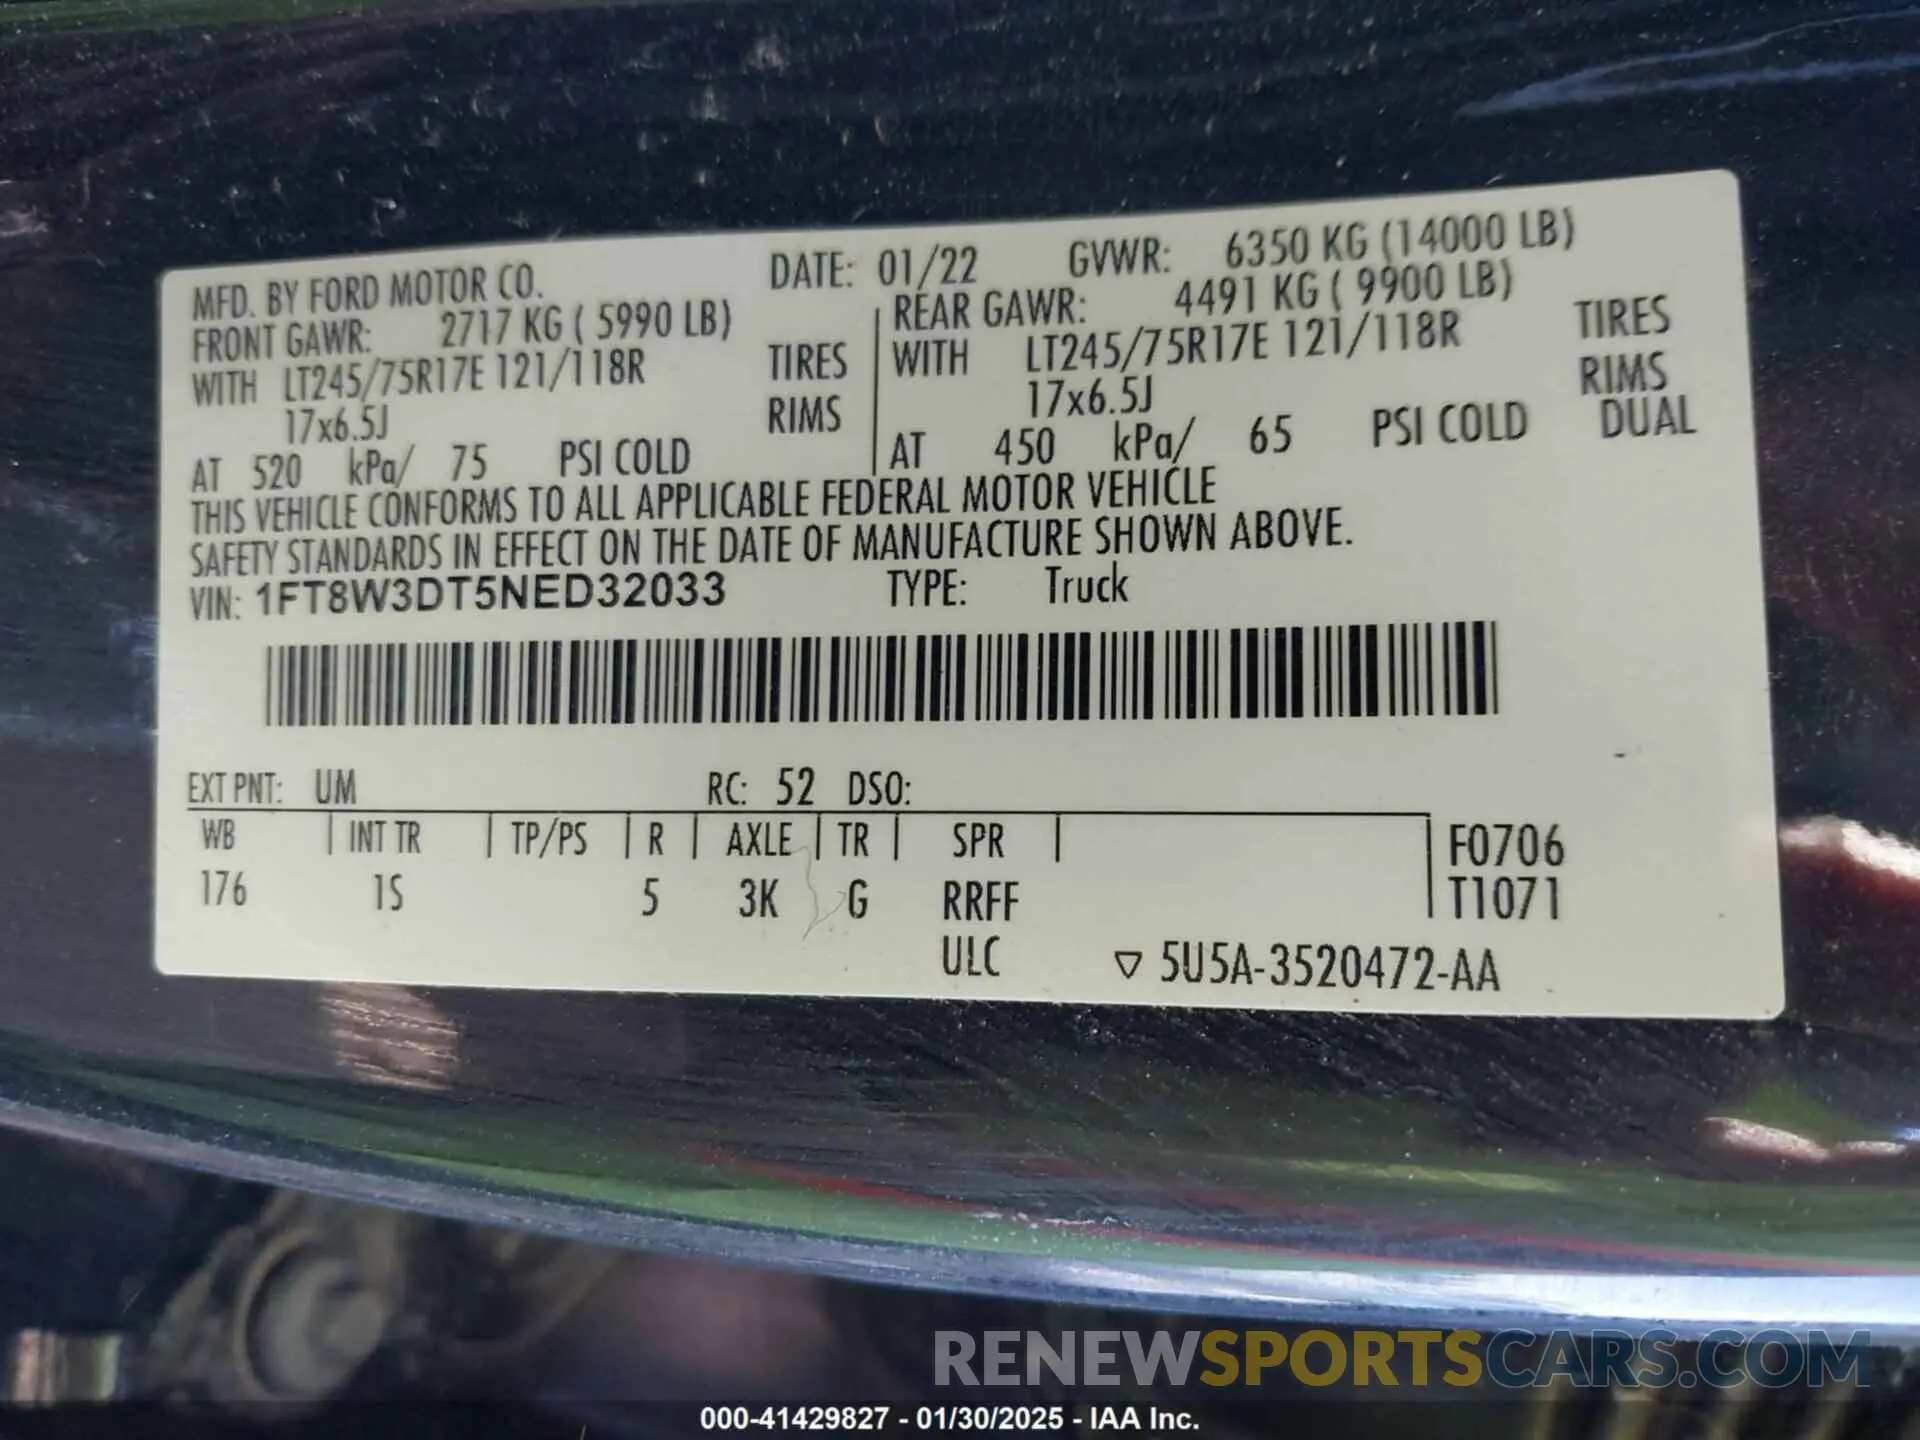 MFD. BY FORD MOTOR CO. DATE: 01/22 GVWR: 6350 KG (14000 LB)
FRONT GAWR: 2717 KG ( 5990 LB) REAR GAWR: 4491 KG ( 9900 LB)
WITH LT245/75R17E 121/118R TIRES WITH LT245/75R17E 121/118R TIRES
17x6.5J RIMS 17x6.5J RIMS
AT 520 kPa/ 75 PSI COLD AT 450 kPa/ 65 PSI COLD DUAL
THIS VEHICLE CONFORMS TO ALL APPLICABLE FEDERAL MOTOR VEHICLE
SAFETY STANDARDS IN EFFECT ON THE DATE OF MANUFACTURE SHOWN ABOVE.
VIN: 1FT8W3DT5NED32033 TYPE: Truck
EXT PNT: UM RC: 52 DSO:
WB INT TR TP/PS R AXLE TR SPR F0706
176 1S 5 3K G RRFF T1071
ULC ▽ 5U5A-3520472-AA
RENEWSPORTSCARS.COM
000-41429827 - 01/30/2025 - IAA Inc.